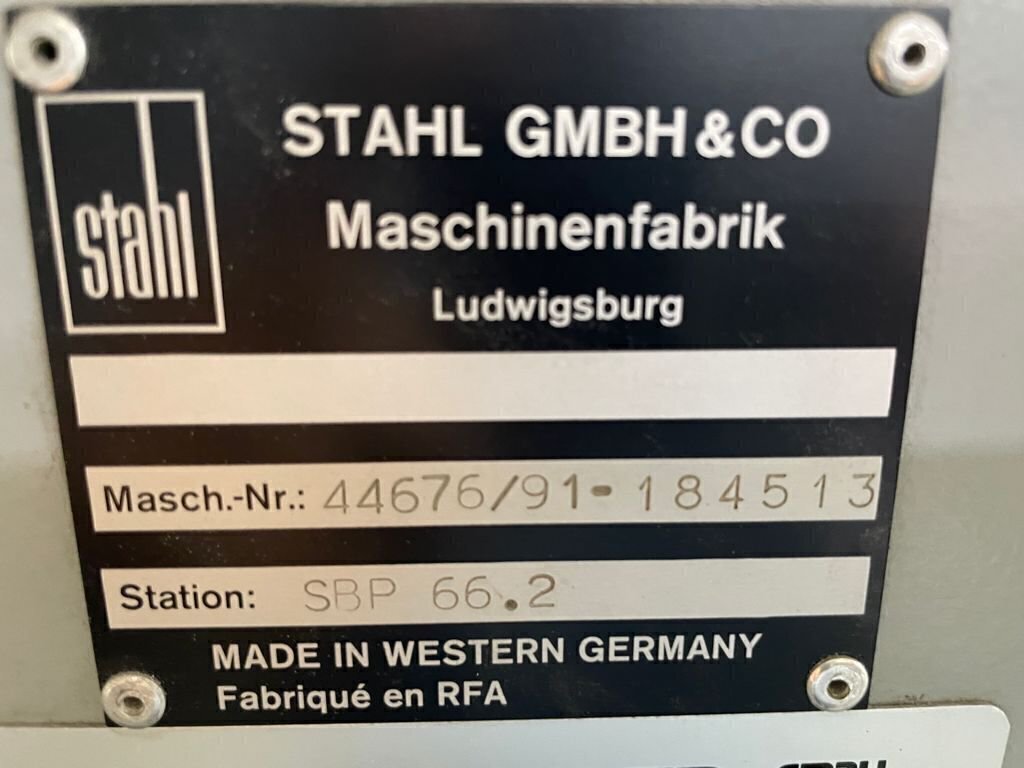 stahl
STAHL GMBH & CO
Maschinenfabrik
Ludwigsburg
Masch.-Nr.: 44676/91-184513
Station: SBP 66.2
MADE IN WESTERN GERMANY
Fabriqué en RFA